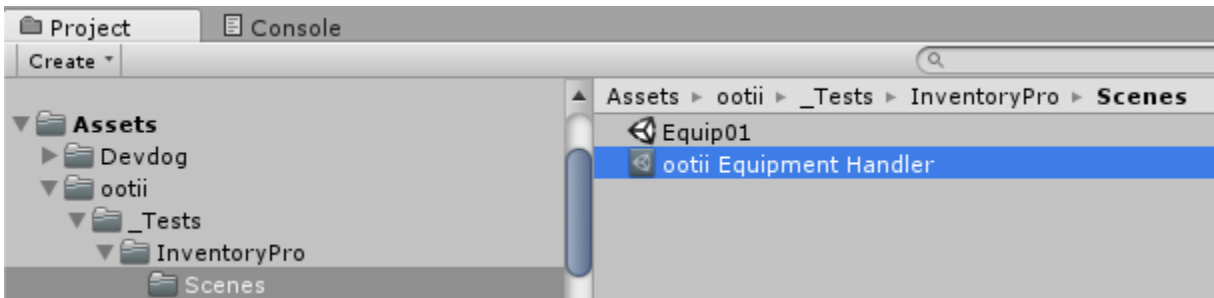 Project Console
Create
Assets
Devdog
ootii
_Tests
InventoryPro
Scenes
Assets ootii _Tests InventoryPro Scenes
Equip01
ootii Equipment Handler